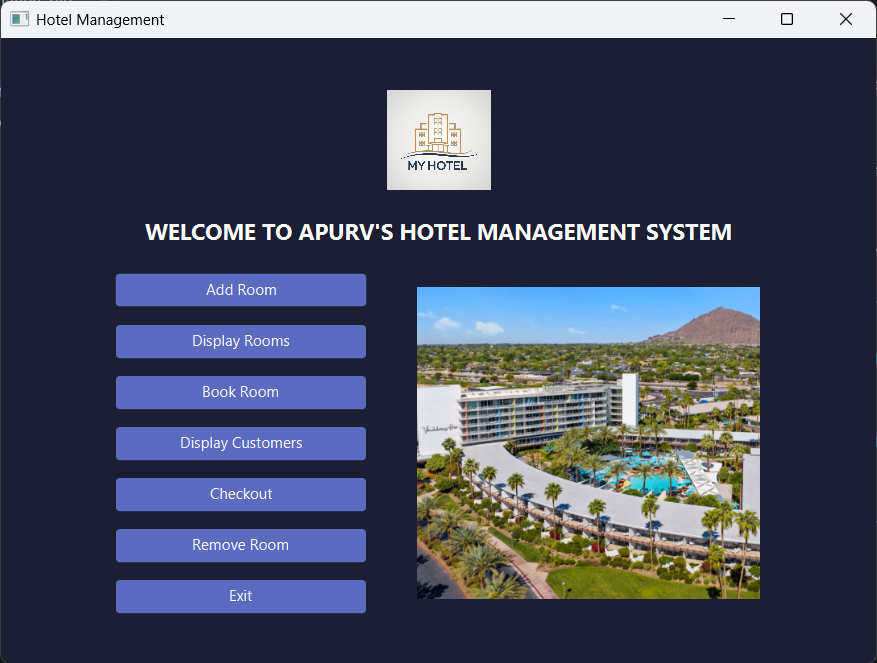 Hotel Management
MY HOTEL
WELCOME TO APURV'S HOTEL MANAGEMENT SYSTEM
Add Room
Display Rooms
Book Room
Display Customers
Checkout
Remove Room
Exit